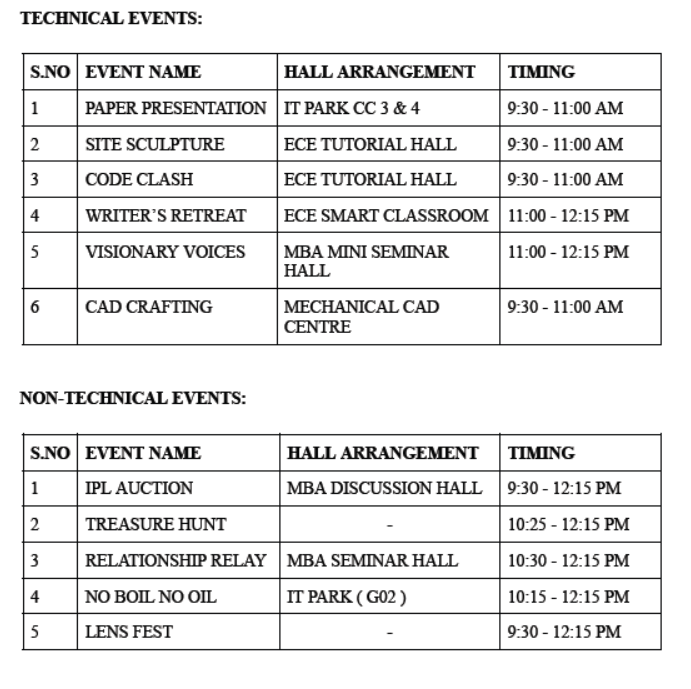 TECHNICAL EVENTS:
S.NO EVENT NAME HALL ARRANGEMENT TIMING
1 PAPER PRESENTATION IT PARK CC 3 & 4 9:30 - 11:00 AM
2 SITE SCULPTURE ECE TUTORIAL HALL 9:30 - 11:00 AM
3 CODE CLASH ECE TUTORIAL HALL 9:30 - 11:00 AM
4 WRITER'S RETREAT ECE SMART CLASSROOM 11:00 - 12:15 PM
5 VISIONARY VOICES MBA MINI SEMINAR 11:00 - 12:15 PM
HALL
6 CAD CRAFTING MECHANICAL CAD 9:30 - 11:00 AM
CENTRE
NON-TECHNICAL EVENTS:
S.NO EVENT NAME HALL ARRANGEMENT TIMING
1 IPL AUCTION MBA DISCUSSION HALL 9:30 - 12:15 PM
2 TREASURE HUNT - 10:25 - 12:15 PM
3 RELATIONSHIP RELAY MBA SEMINAR HALL 10:30 - 12:15 PM
4 NO BOIL NO OIL IT PARK ( G02 ) 10:15 - 12:15 PM
5 LENS FEST - 9:30 - 12:15 PM